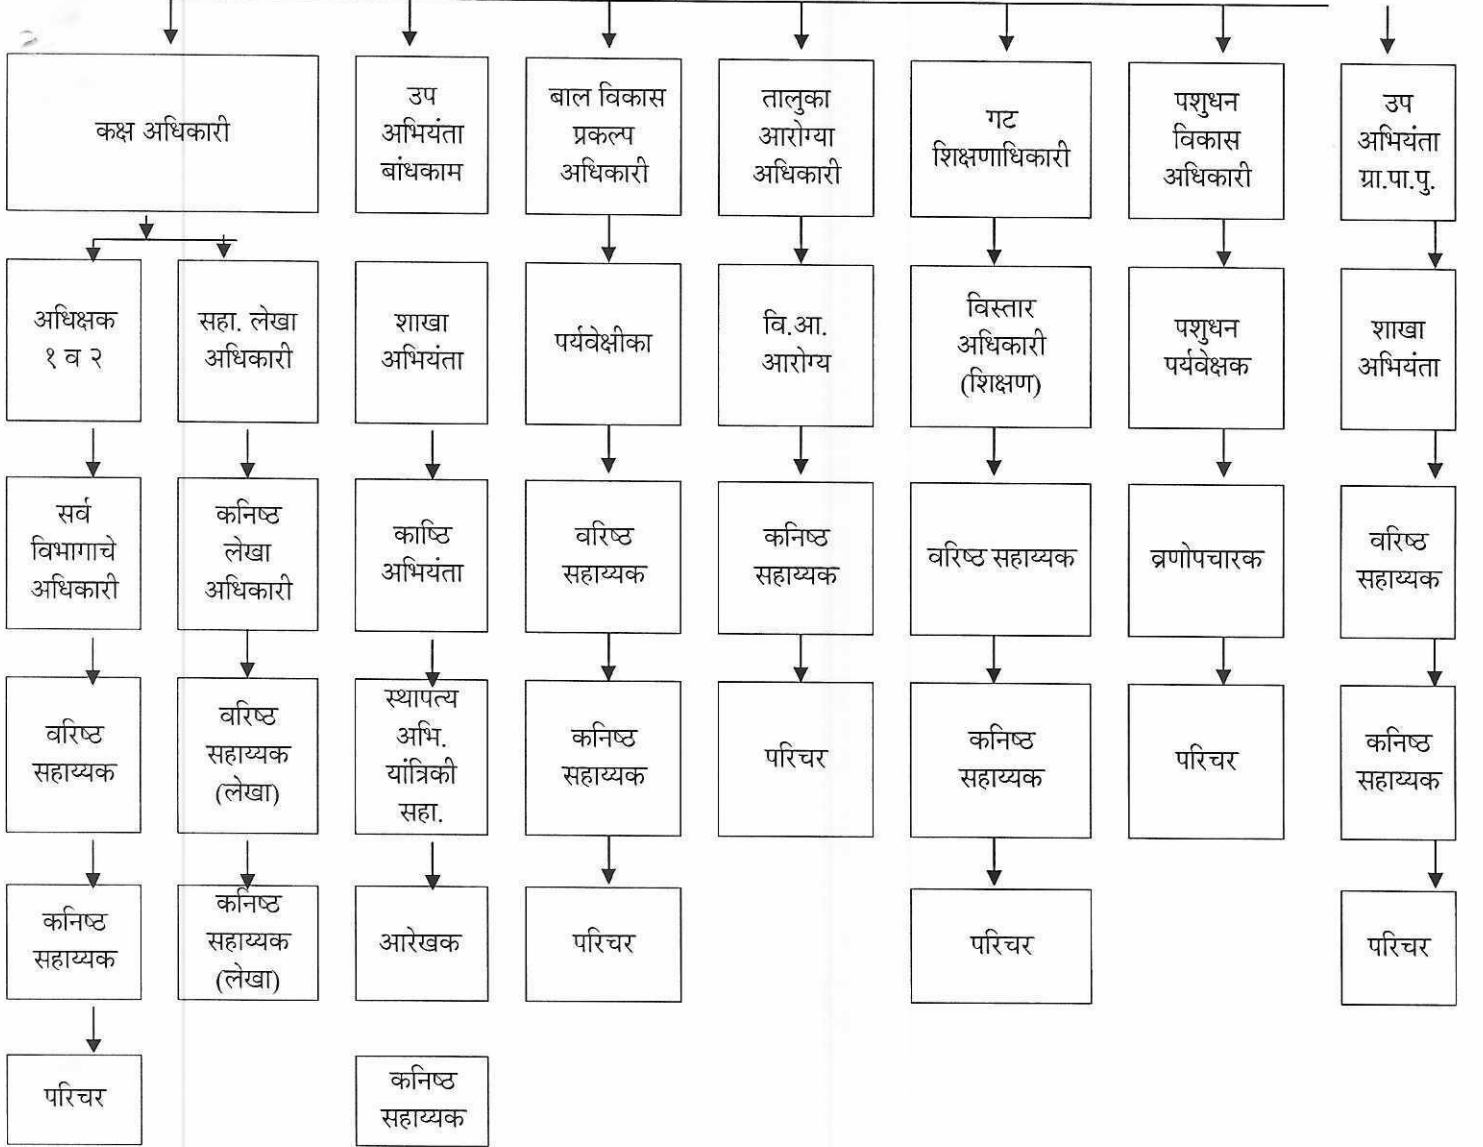 कक्ष अधिकारी
उप
अभियंता
बांधकाम
बाल विकास
प्रकल्प
अधिकारी
तालुका
आरोग्या
अधिकारी
गट
शिक्षणाधिकारी
पशुधन
विकास
अधिकारी
उप
अभियंता
ग्रा.पा.पु.
अधिक्षक
१ व २
सहा. लेखा
अधिकारी
शाखा
अभियंता
पर्यवेक्षीका
वि.आ.
आरोग्य
विस्तार
अधिकारी
(शिक्षण)
पशुधन
पर्यवेक्षक
शाखा
अभियंता
सर्व
विभागाचे
अधिकारी
कनिष्ठ
लेखा
अधिकारी
काष्ठि
अभियंता
वरिष्ठ
सहाय्यक
कनिष्ठ
सहाय्यक
वरिष्ठ सहाय्यक
व्रणोपचारक
वरिष्ठ
सहाय्यक
वरिष्ठ
सहाय्यक
वरिष्ठ
सहाय्यक
(लेखा)
स्थापत्य
अभि.
यांत्रिकी
सहा.
कनिष्ठ
सहाय्यक
परिचर
कनिष्ठ
सहाय्यक
परिचर
कनिष्ठ
सहाय्यक
कनिष्ठ
सहाय्यक
कनिष्ठ
सहाय्यक
(लेखा)
आरेखक
परिचर
परिचर
परिचर
परिचर
कनिष्ठ
सहाय्यक